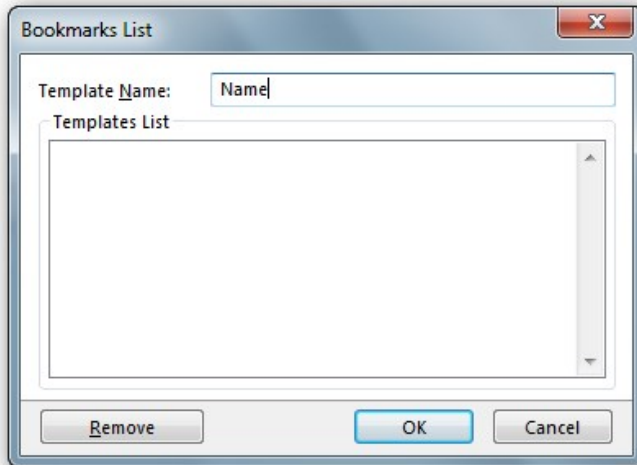 Bookmarks List
Template Name: Name
Templates List
Remove OK Cancel